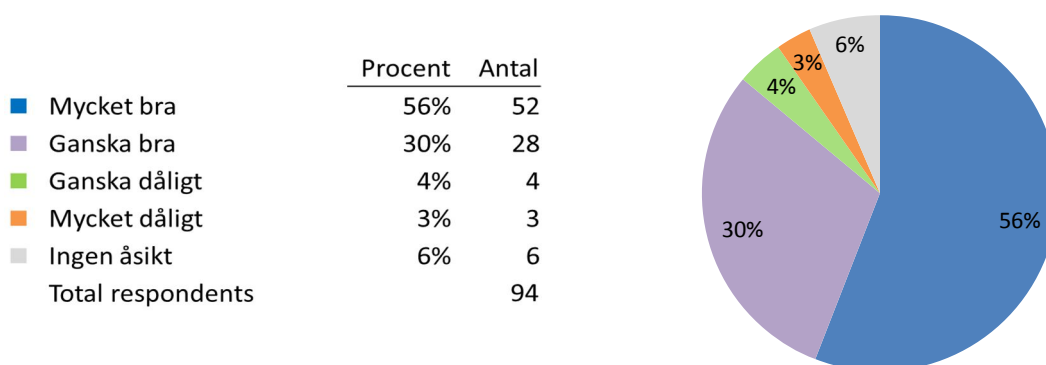 Procent Antal
Mycket bra 56% 52
Ganska bra 30% 28
Ganska dåligt 4% 4
Mycket dåligt 3% 3
Ingen åsikt 6% 6
Total respondents 94
6%
3%
4%
30%
56%